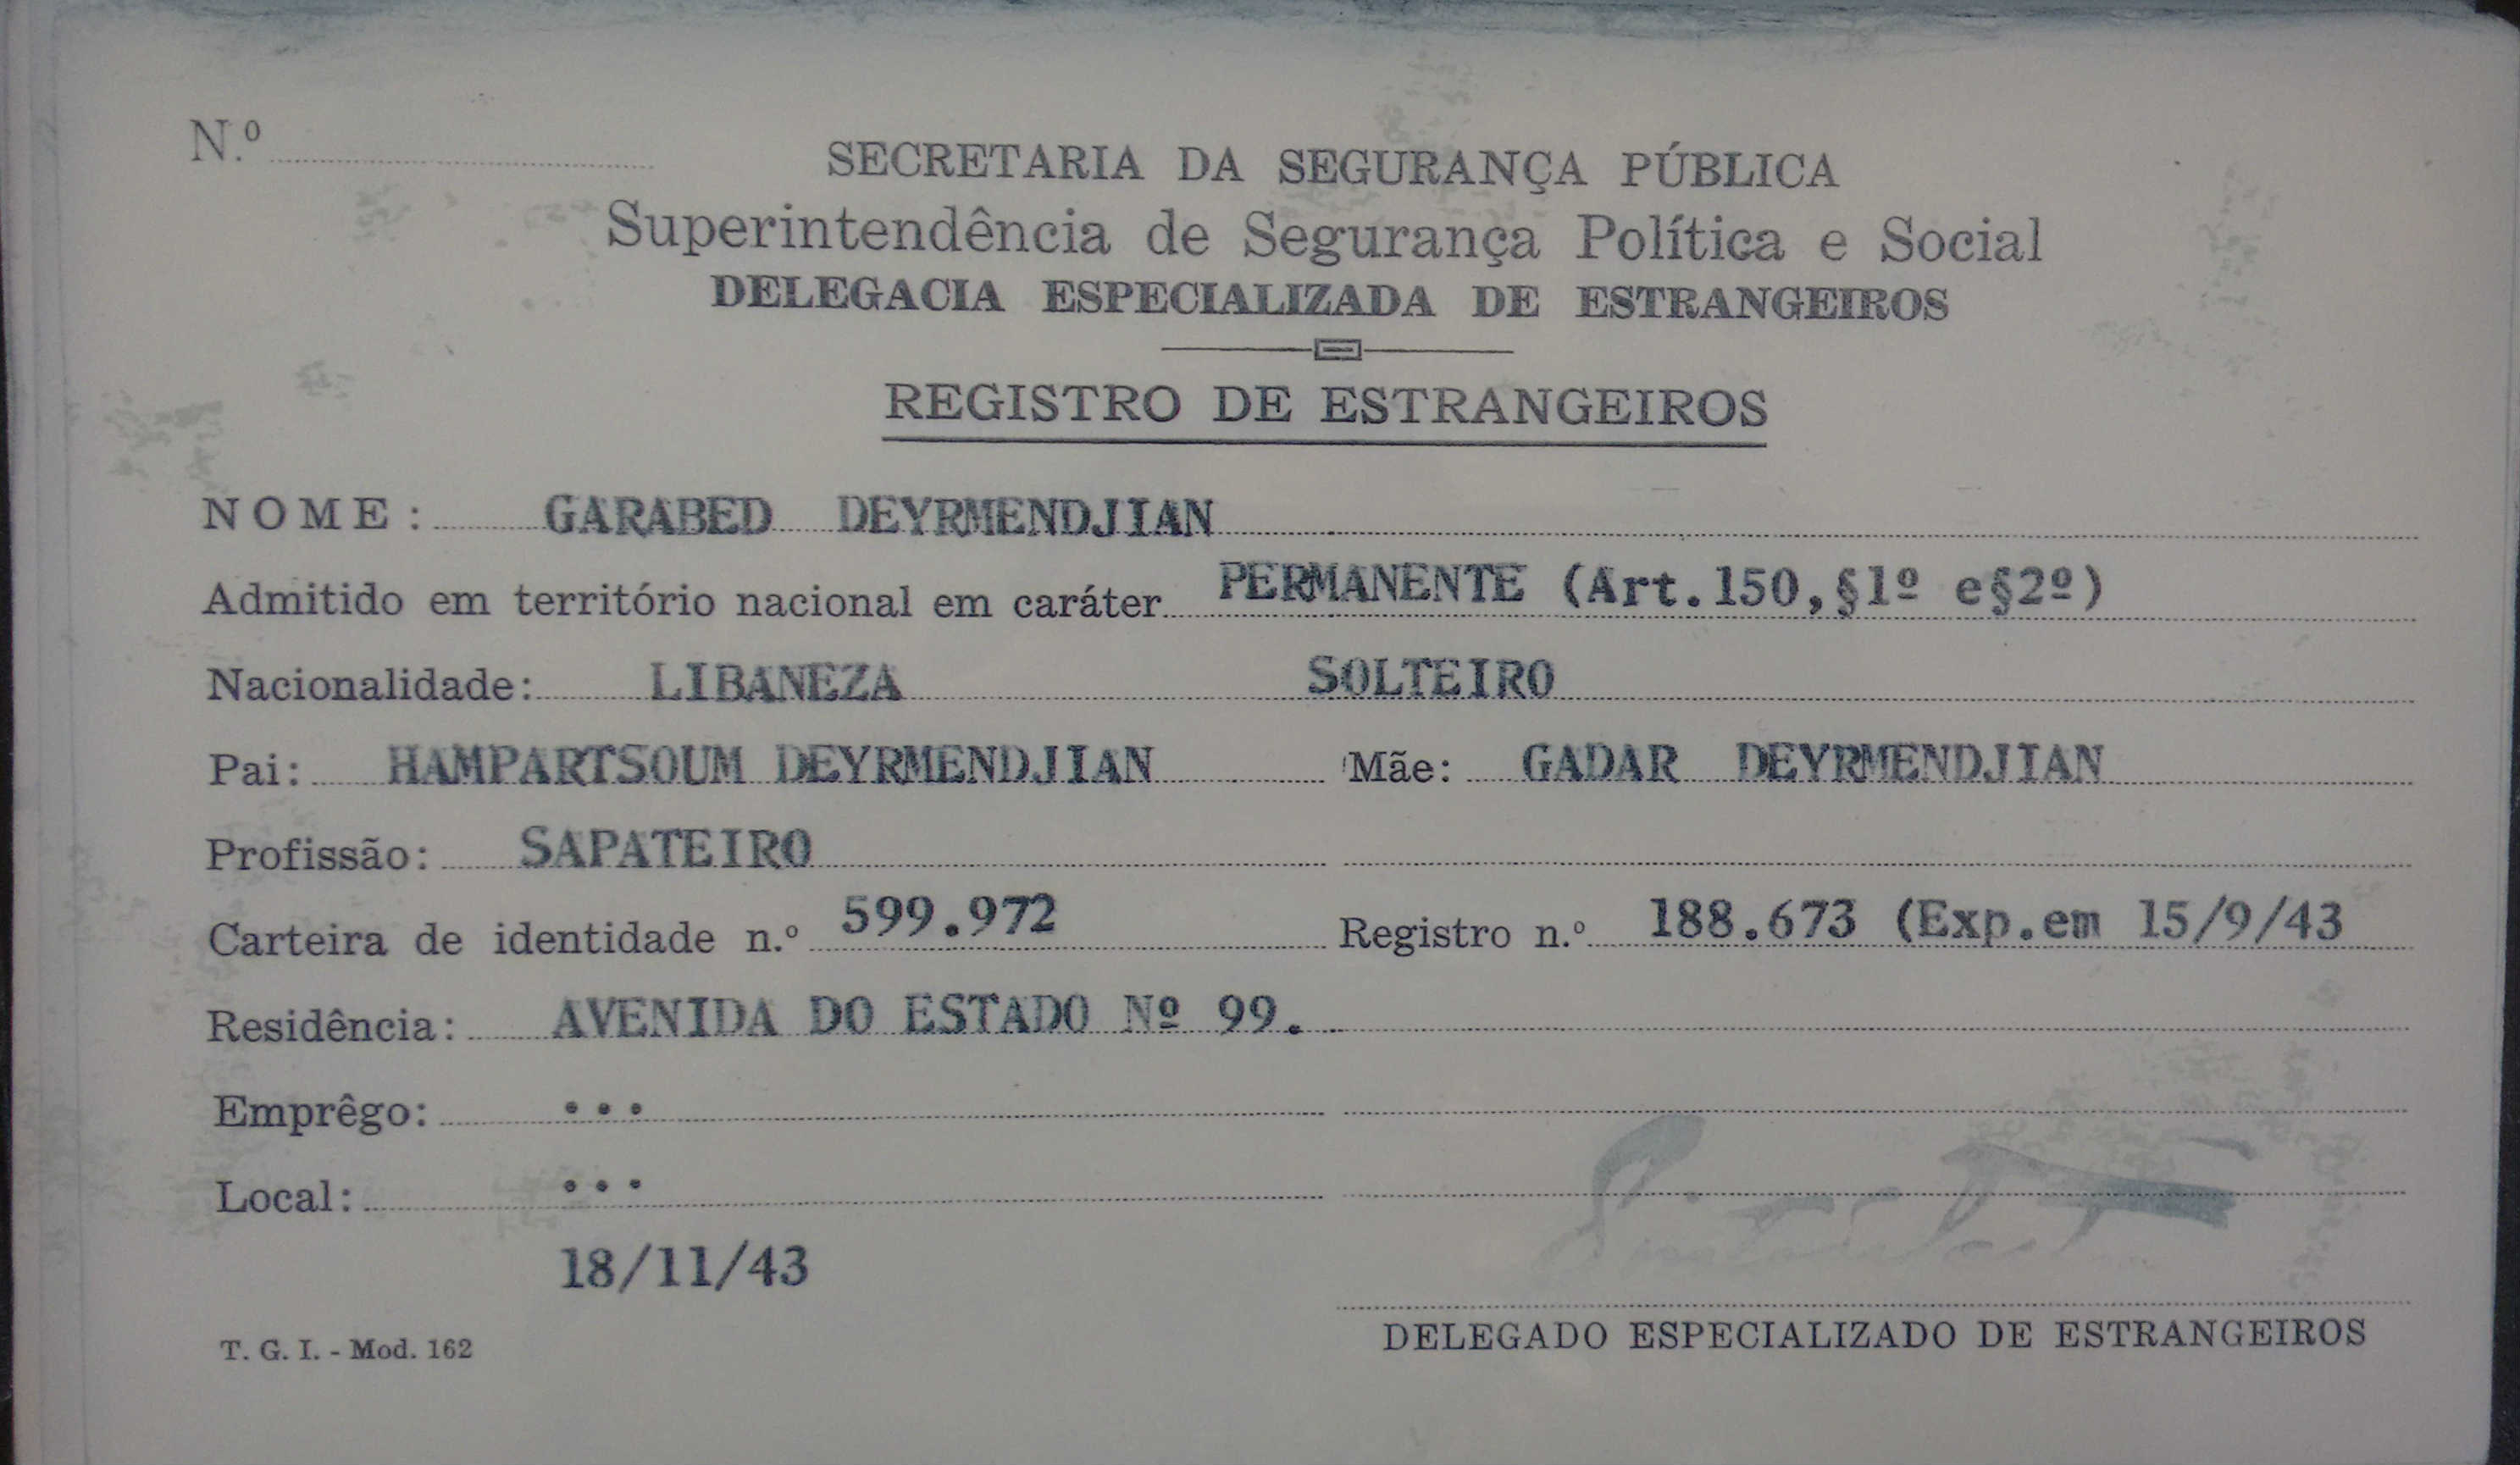 N.º
SECRETARIA DA SEGURANÇA PÚBLICA
Superintendência de Segurança Política e Social
DELEGACIA ESPECIALIZADA DE ESTRANGEIROS
REGISTRO DE ESTRANGEIROS
NOME: GARABED DEYRMENDJIAN
Admitido em território nacional em caráter PERMANENTE (Art.150,§1º e§2º)
Nacionalidade: LIBANEZA SOLTEIRO
Pai: HAMPARTSOUM DEYRMENDJIAN Mãe: GADAR DEYRMENDJIAN
Profissão: SAPATEIRO
Carteira de identidade n.º 599.972 Registro n.º 188.673 (Exp.em 15/9/43
Residência: AVENIDA DO ESTADO Nº 99.
Emprêgo: ...
Local: ...
18/11/43
DELEGADO ESPECIALIZADO DE ESTRANGEIROS
T. G. I. - Mod. 162